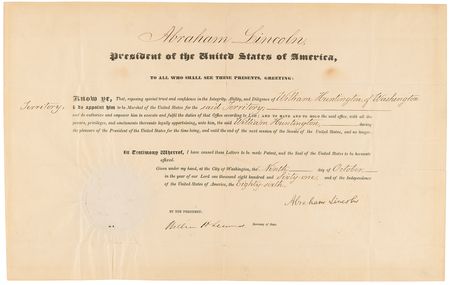 Abraham Lincoln,
President of the United States of America,
TO ALL WHO SHALL SEE THESE PRESENTS, GREETING:
Know ye, That, reposing special trust and confidence in the Integrity, Ability, and Diligence of William Huntington, of Washington
Territory, I do appoint him to be Marshal of the United States for the said Territory,
and do authorize and empower him to execute and fulfil the duties of that Office according to Law; AND TO HAVE AND TO HOLD the said office, with all the
powers, privileges, and emoluments thereunto legally appertaining, unto him, the said William Huntington, during
the pleasure of the President of the United States for the time being, and until the end of the next session of the Senate of the United States, and no longer.
In Testimony Whereof, I have caused these Letters to be made Patent, and the Seal of the United States to be hereunto
affixed.
Given under my hand, at the City of Washington, the Ninth day of October
in the year of our Lord one thousand eight hundred and Sixty-one, and of the Independence
of the United States of America, the Eighty-sixth.
Abraham Lincoln
BY THE PRESIDENT:
William H Seward Secretary of State